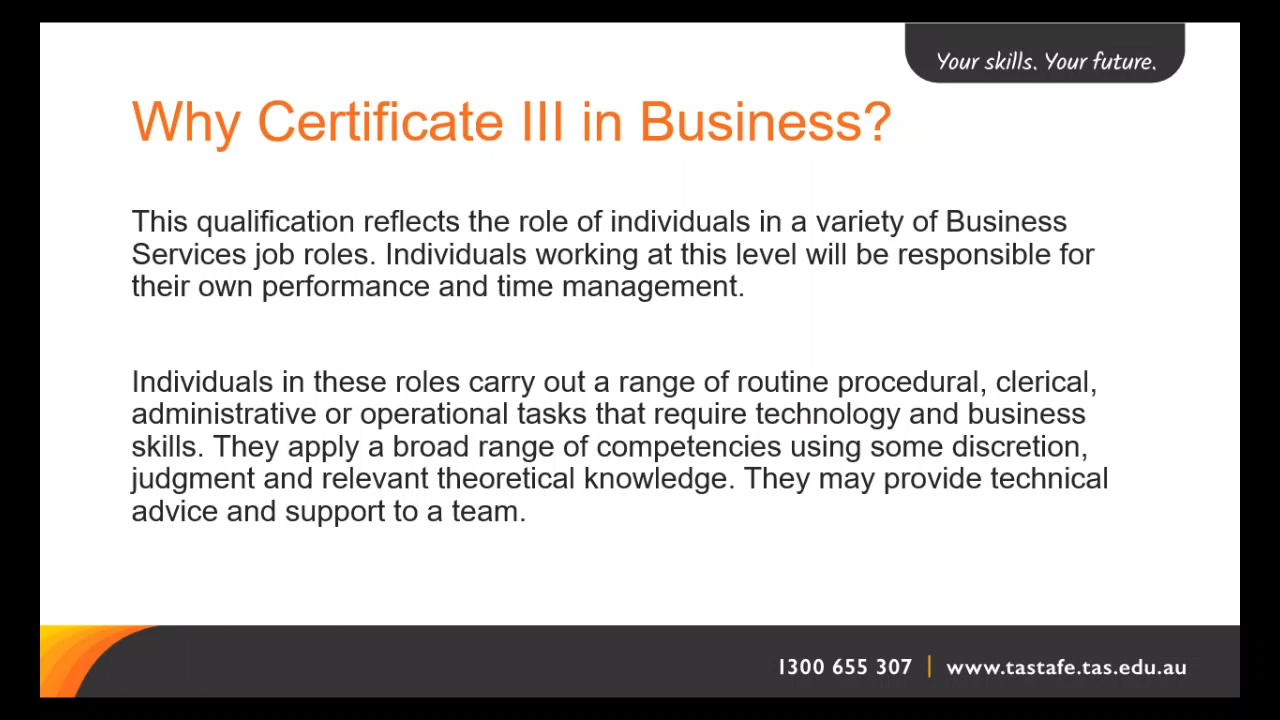 Your skills. Your future.
Why Certificate III in Business?
This qualification reflects the role of individuals in a variety of Business
Services job roles. Individuals working at this level will be responsible for
their own performance and time management.
Individuals in these roles carry out a range of routine procedural, clerical,
administrative or operational tasks that require technology and business
skills. They apply a broad range of competencies using some discretion,
judgment and relevant theoretical knowledge. They may provide technical
advice and support to a team.
1300 655 307 | www.tastafe.tas.edu.au